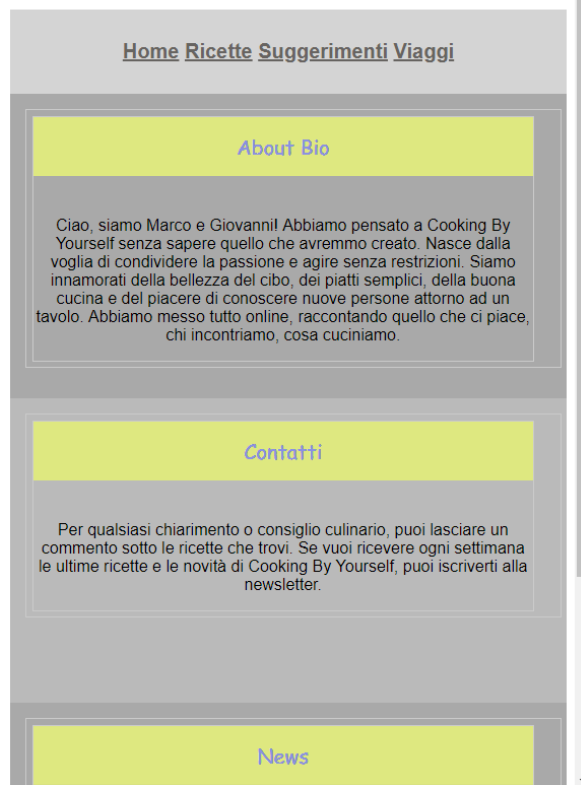 Home Ricette Suggerimenti Viaggi
About Bio
Ciao, siamo Marco e Giovanni! Abbiamo pensato a Cooking By
Yourself senza sapere quello che avremmo creato. Nasce dalla
voglia di condividere la passione e agire senza restrizioni. Siamo
innamorati della bellezza del cibo, dei piatti semplici, della buona
cucina e del piacere di conoscere nuove persone attorno ad un
tavolo. Abbiamo messo tutto online, raccontando quello che ci piace,
chi incontriamo, cosa cuciniamo.
Contatti
Per qualsiasi chiarimento o consiglio culinario, puoi lasciare un
commento sotto le ricette che trovi. Se vuoi ricevere ogni settimana
le ultime ricette e le novità di Cooking By Yourself, puoi iscriverti alla
newsletter.
News